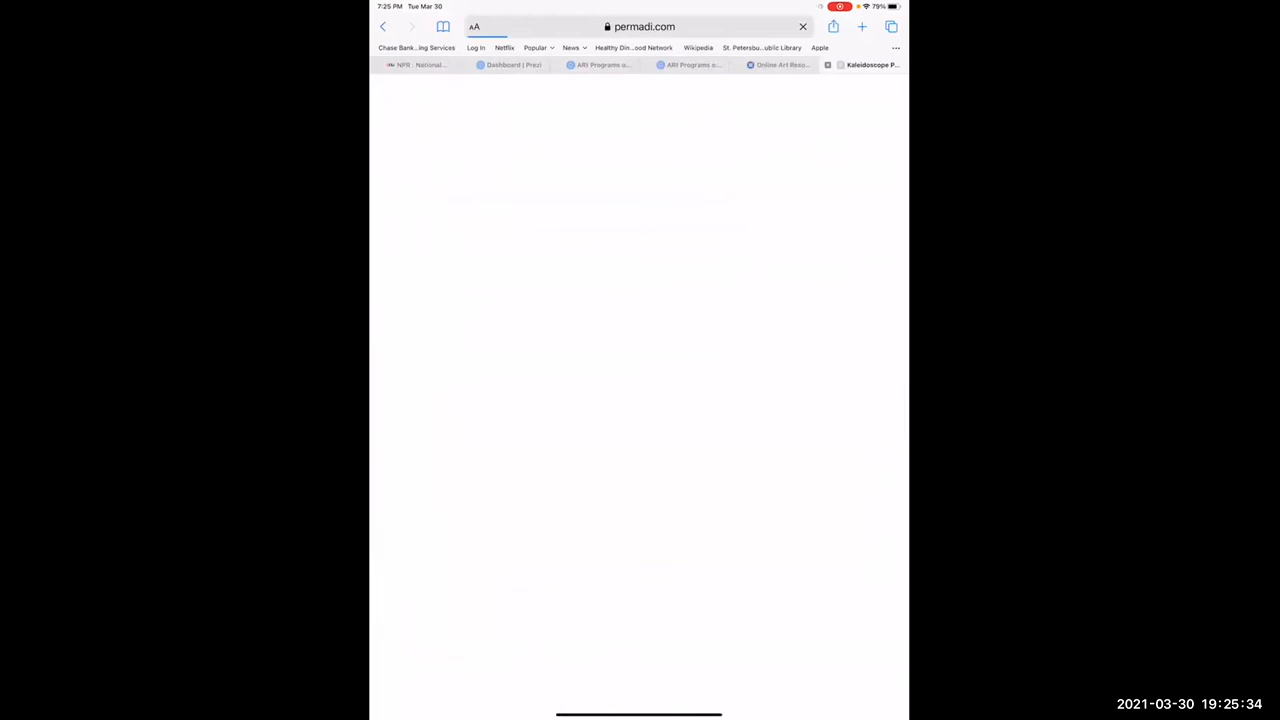 7:25 PM Tue Mar 30 79%
AA permadi.com
Chase Bank...ing Services Log In Netflix Popular News Healthy Din...ood Network Wikipedia St. Petersbu...ublic Library Apple
NPR : National... Dashboard | Prezi ARI Programs o... ARI Programs o... Online Art Reso... Kaleidoscope P...
2021-03-30 19:25:34